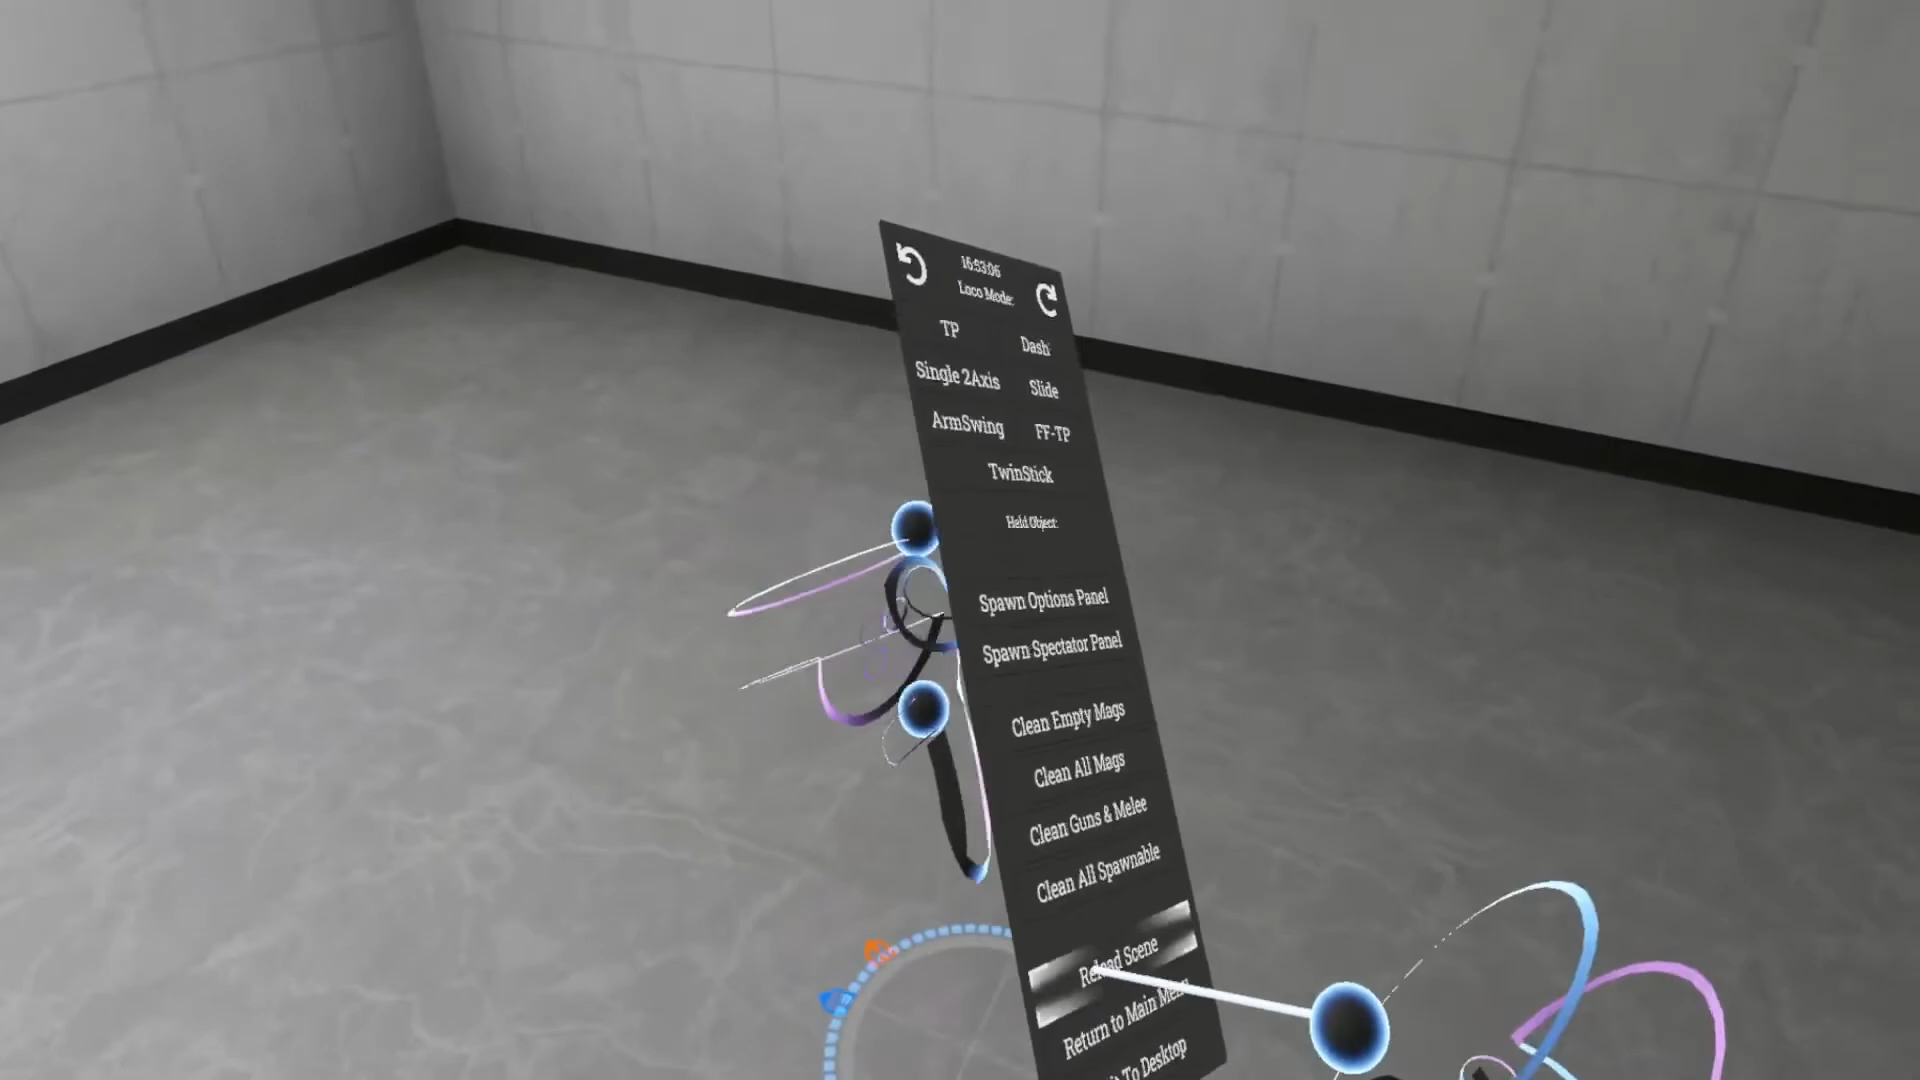 16:53:06
Loco Mode:
TP
Dash
Single 2Axis
Slide
ArmSwing
FF-TP
TwinStick
Held Object:
Spawn Options Panel
Spawn Spectator Panel
Clean Empty Mags
Clean All Mags
Clean Guns & Melee
Clean All Spawnable
Reload Scene
Return to Main Menu
To Desktop